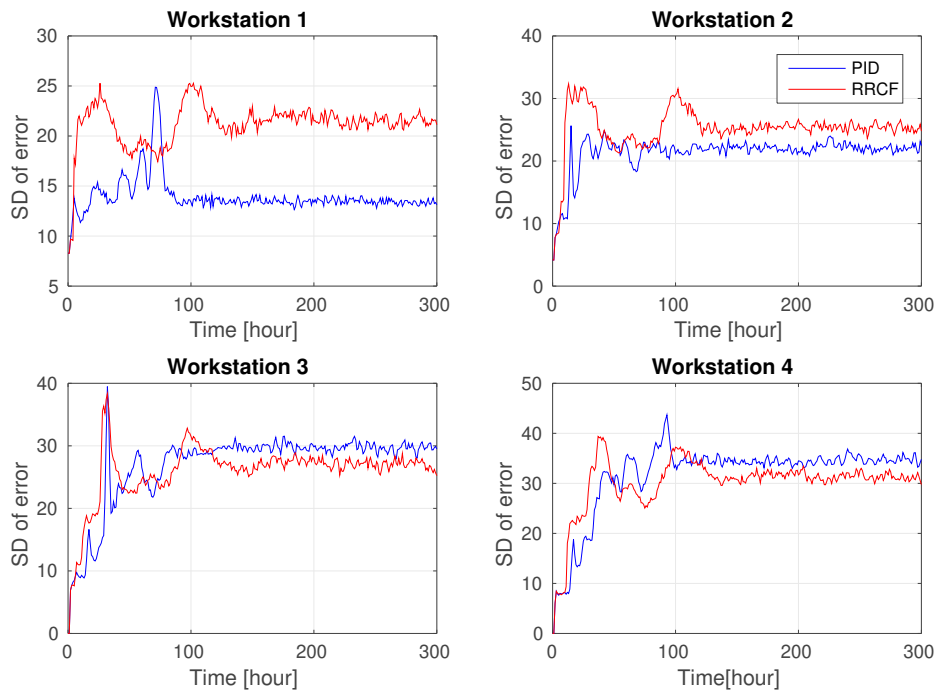 Workstation 1
30
25
20
15
10
5
SD of error
0
100
200
300
Time [hour]
Workstation 2
40
30
20
10
0
SD of error
PID
RRCF
0
100
200
300
Time [hour]
Workstation 3
40
30
20
10
0
SD of error
0
100
200
300
Time [hour]
Workstation 4
50
40
30
20
10
0
SD of error
0
100
200
300
Time[hour]